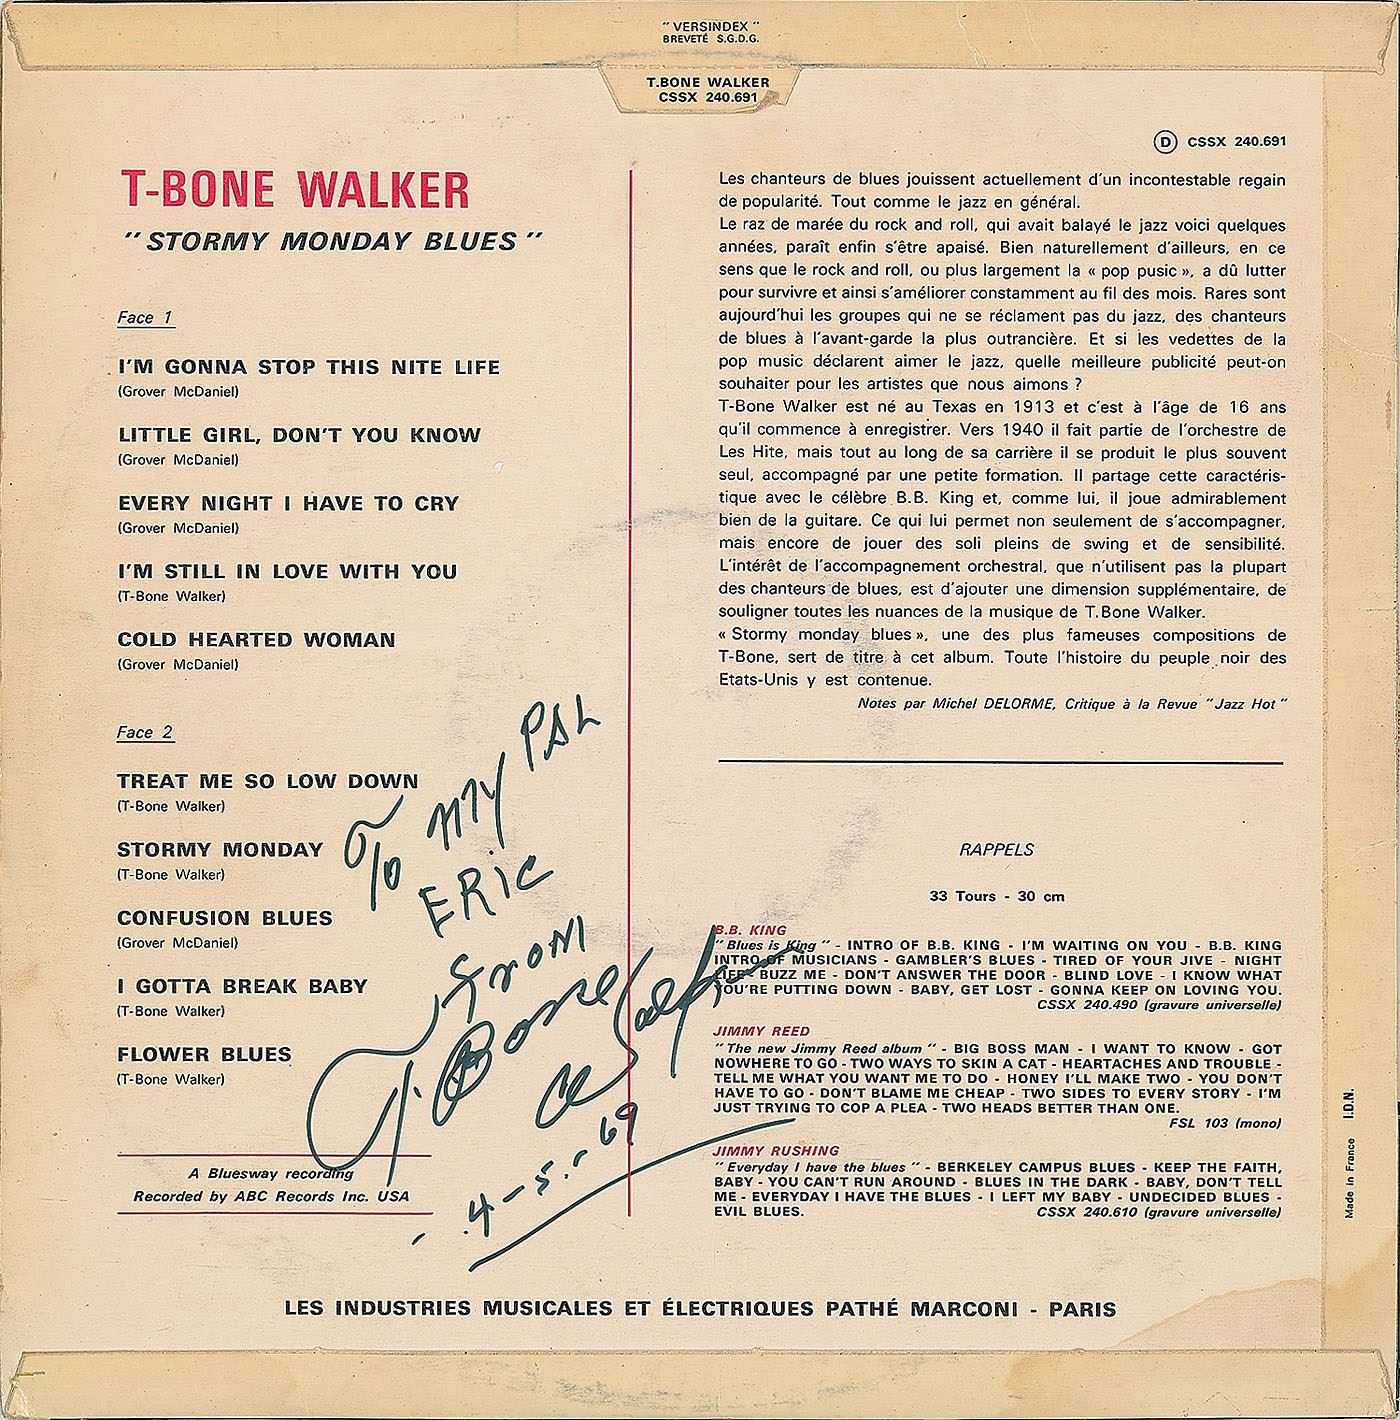 " VERSINDEX "
BREVETÉ S.G.D.G.
T.BONE WALKER
CSSX 240.691
D CSSX 240.691
T-BONE WALKER
" STORMY MONDAY BLUES "
Face 1
I'M GONNA STOP THIS NITE LIFE
(Grover McDaniel)
LITTLE GIRL, DON'T YOU KNOW
(Grover McDaniel)
EVERY NIGHT I HAVE TO CRY
(Grover McDaniel)
I'M STILL IN LOVE WITH YOU
(T-Bone Walker)
COLD HEARTED WOMAN
(Grover McDaniel)
Face 2
TREAT ME SO LOW DOWN
(T-Bone Walker)
STORMY MONDAY
(T-Bone Walker)
CONFUSION BLUES
(Grover McDaniel)
I GOTTA BREAK BABY
(T-Bone Walker)
FLOWER BLUES
(T-Bone Walker)
A Bluesway recording
Recorded by ABC Records Inc. USA
To MY PAL
ERIC
From
T. Bone Walker
4-5.-69
Les chanteurs de blues jouissent actuellement d'un incontestable regain
de popularité. Tout comme le jazz en général.
Le raz de marée du rock and roll, qui avait balayé le jazz voici quelques
années, paraît enfin s'être apaisé. Bien naturellement d'ailleurs, en ce
sens que le rock and roll, ou plus largement la « pop pusic », a dû lutter
pour survivre et ainsi s'améliorer constamment au fil des mois. Rares sont
aujourd'hui les groupes qui ne se réclament pas du jazz, des chanteurs
de blues à l'avant-garde la plus outrancière. Et si les vedettes de la
pop music déclarent aimer le jazz, quelle meilleure publicité peut-on
souhaiter pour les artistes que nous aimons ?
T-Bone Walker est né au Texas en 1913 et c'est à l'âge de 16 ans
qu'il commence à enregistrer. Vers 1940 il fait partie de l'orchestre de
Les Hite, mais tout au long de sa carrière il se produit le plus souvent
seul, accompagné par une petite formation. Il partage cette caractéris-
tique avec le célèbre B.B. King et, comme lui, il joue admirablement
bien de la guitare. Ce qui lui permet non seulement de s'accompagner,
mais encore de jouer des soli pleins de swing et de sensibilité.
L'intérêt de l'accompagnement orchestral, que n'utilisent pas la plupart
des chanteurs de blues, est d'ajouter une dimension supplémentaire, de
souligner toutes les nuances de la musique de T.Bone Walker.
« Stormy monday blues », une des plus fameuses compositions de
T-Bone, sert de titre à cet album. Toute l'histoire du peuple noir des
Etats-Unis y est contenue.
Notes par Michel DELORME, Critique à la Revue "Jazz Hot"
RAPPELS
33 Tours - 30 cm
B.B. KING
" Blues is King " - INTRO OF B.B. KING - I'M WAITING ON YOU - B.B. KING
INTRO OF MUSICIANS - GAMBLER'S BLUES - TIRED OF YOUR JIVE - NIGHT
LIFE - BUZZ ME - DON'T ANSWER THE DOOR - BLIND LOVE - I KNOW WHAT
YOU'RE PUTTING DOWN - BABY, GET LOST - GONNA KEEP ON LOVING YOU.
CSSX 240.490 (gravure universelle)
JIMMY REED
" The new Jimmy Reed album " - BIG BOSS MAN - I WANT TO KNOW - GOT
NOWHERE TO GO - TWO WAYS TO SKIN A CAT - HEARTACHES AND TROUBLE -
TELL ME WHAT YOU WANT ME TO DO - HONEY I'LL MAKE TWO - YOU DON'T
HAVE TO GO - DON'T BLAME ME CHEAP - TWO SIDES TO EVERY STORY - I'M
JUST TRYING TO COP A PLEA - TWO HEADS BETTER THAN ONE.
FSL 103 (mono)
JIMMY RUSHING
" Everyday I have the blues " - BERKELEY CAMPUS BLUES - KEEP THE FAITH,
BABY - YOU CAN'T RUN AROUND - BLUES IN THE DARK - BABY, DON'T TELL
ME - EVERYDAY I HAVE THE BLUES - I LEFT MY BABY - UNDECIDED BLUES -
EVIL BLUES.
CSSX 240.610 (gravure universelle)
Made in France I.D.N.
LES INDUSTRIES MUSICALES ET ÉLECTRIQUES PATHÉ MARCONI - PARIS